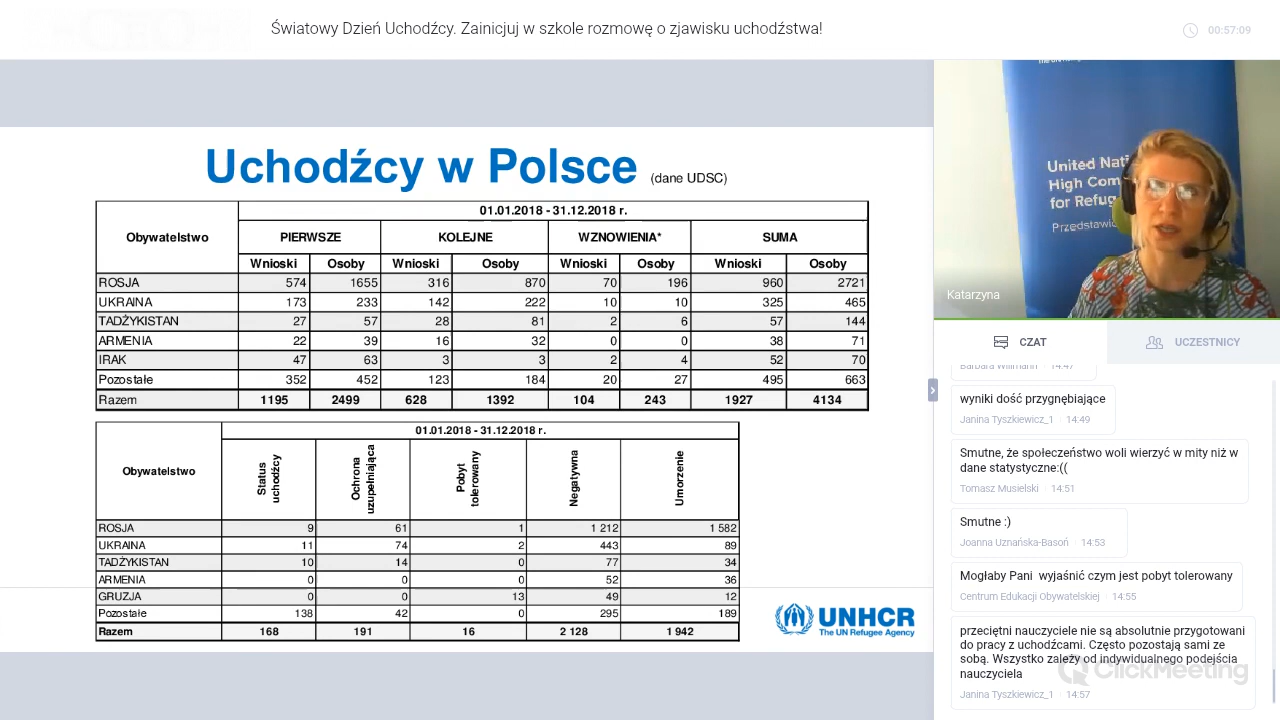 Światowy Dzień Uchodźcy. Zainicjuj w szkole rozmowę o zjawisku uchodźstwa!
00:57:09
Uchodźcy w Polsce (dane UDSC)
Obywatelstwo 01.01.2018 - 31.12.2018 r.
PIERWSZE KOLEJNE WZNOWIENIA* SUMA
Wnioski Osoby Wnioski Osoby Wnioski Osoby Wnioski Osoby
ROSJA 574 1655 316 870 70 196 960 2721
UKRAINA 173 233 142 222 10 10 325 465
TADŻYKISTAN 27 57 28 81 2 6 57 144
ARMENIA 22 39 16 32 0 0 38 71
IRAK 47 63 3 3 2 4 52 70
Pozostałe 352 452 123 184 20 27 495 663
Razem 1195 2499 628 1392 104 243 1927 4134
Obywatelstwo 01.01.2018 - 31.12.2018 r.
Status uchodźcy Ochrona uzupełniająca Pobyt tolerowany Negatywna Umorzenie
ROSJA 9 61 1 1 212 1 582
UKRAINA 11 74 2 443 89
TADŻYKISTAN 10 14 0 77 34
ARMENIA 0 0 0 52 36
GRUZJA 0 0 13 49 12
Pozostałe 138 42 0 295 189
Razem 168 191 16 2 128 1 942
UNHCR
The UN Refugee Agency
United Nati
High Com
for Refug
Przedstawic
Katarzyna
CZAT UCZESTNICY
Barbara Willmann · 14:47
wyniki dość przygnębiające
Janina Tyszkiewicz_1 · 14:49
Smutne, że społeczeństwo woli wierzyć w mity niż w
dane statystyczne:((
Tomasz Musielski · 14:51
Smutne :)
Joanna Uznańska-Basoń · 14:53
Mogłaby Pani wyjaśnić czym jest pobyt tolerowany
Centrum Edukacji Obywatelskiej · 14:55
przeciętni nauczyciele nie są absolutnie przygotowani
do pracy z uchodźcami. Często pozostają sami ze
sobą. Wszystko zależy od indywidualnego podejścia
nauczyciela
Janina Tyszkiewicz_1 · 14:57
ClickMeeting